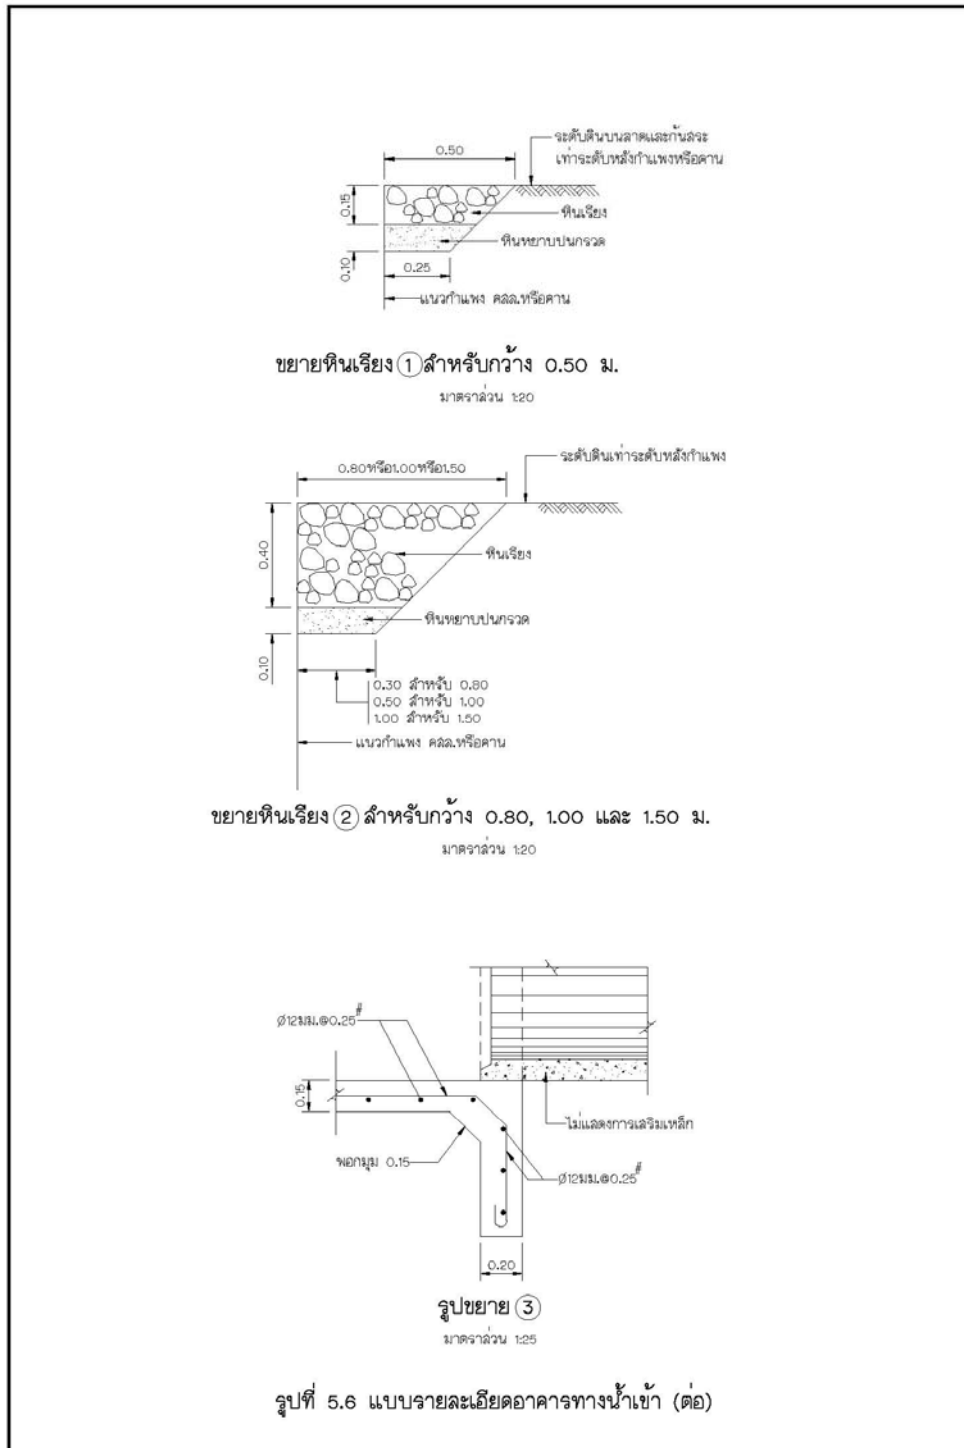 0.50
ระดับดินบนลาดและก้นสระ
เท่าระดับหลังกำแพงหรือคาน
0.15
หินเรียง
หินหยาบปนกรวด
0.10
0.25
แนวกำแพง คสล.หรือคาน
ขยายหินเรียง 1 สำหรับกว้าง 0.50 ม.
มาตราส่วน 1:20
0.80หรือ1.00หรือ1.50
ระดับดินเท่าระดับหลังกำแพง
0.40
หินเรียง
หินหยาบปนกรวด
0.10
0.30 สำหรับ 0.80
0.50 สำหรับ 1.00
1.00 สำหรับ 1.50
แนวกำแพง คสล.หรือคาน
ขยายหินเรียง 2 สำหรับกว้าง 0.80, 1.00 และ 1.50 ม.
มาตราส่วน 1:20
Ø12มม.@0.25#
0.15
ไม่แสดงการเสริมเหล็ก
พอกมุม 0.15
Ø12มม.@0.25#
0.20
รูปขยาย 3
มาตราส่วน 1:25
รูปที่ 5.6 แบบรายละเอียดอาคารทางน้ำเข้า (ต่อ)